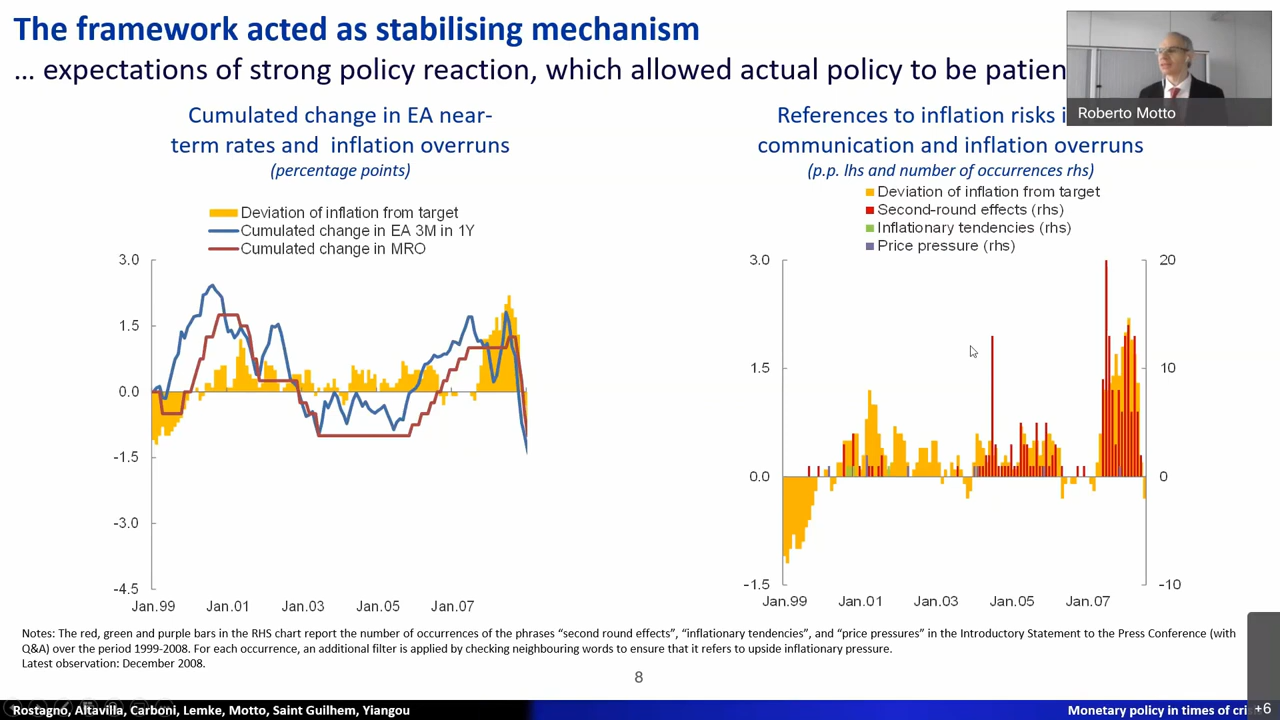 The framework acted as stabilising mechanism
... expectations of strong policy reaction, which allowed actual policy to be patien
Roberto Motto
Cumulated change in EA near-
term rates and inflation overruns
(percentage points)
Deviation of inflation from target
Cumulated change in EA 3M in 1Y
Cumulated change in MRO
3.0
1.5
0.0
-1.5
-3.0
-4.5
Jan.99 Jan.01 Jan.03 Jan.05 Jan.07
References to inflation risks i
communication and inflation overruns
(p.p. lhs and number of occurrences rhs)
Deviation of inflation from target
Second-round effects (rhs)
Inflationary tendencies (rhs)
Price pressure (rhs)
3.0
1.5
0.0
-1.5
20
10
0
-10
Jan.99 Jan.01 Jan.03 Jan.05 Jan.07
Notes: The red, green and purple bars in the RHS chart report the number of occurrences of the phrases “second round effects”, “inflationary tendencies”, and “price pressures” in the Introductory Statement to the Press Conference (with
Q&A) over the period 1999-2008. For each occurrence, an additional filter is applied by checking neighbouring words to ensure that it refers to upside inflationary pressure.
Latest observation: December 2008.
8
Rostagno, Altavilla, Carboni, Lemke, Motto, Saint Guilhem, Yiangou
Monetary policy in times of cri
+6